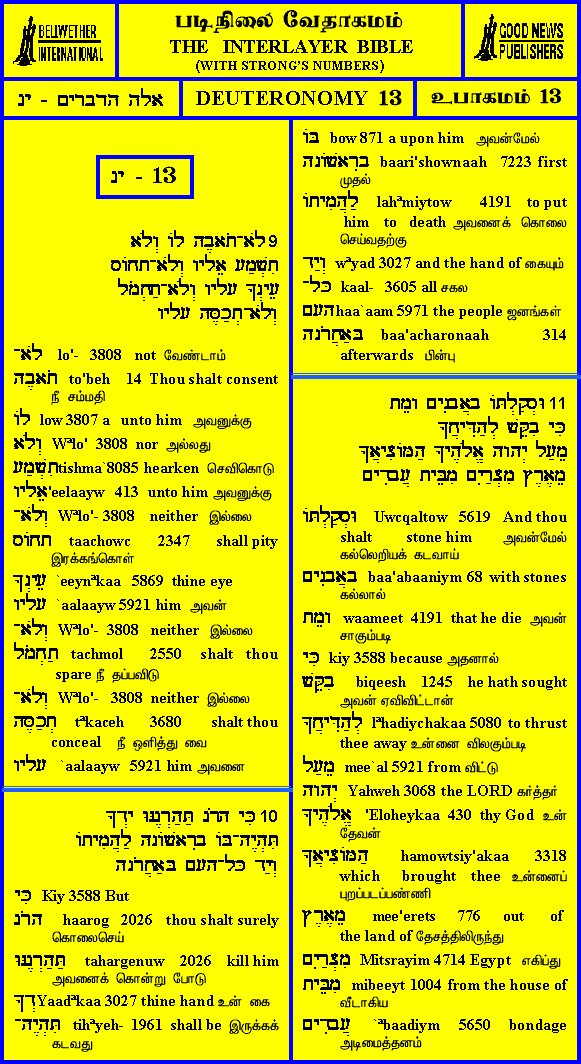 BELLWETHER
INTERNATIONAL
படிநிலை வேதாகமம்
THE INTERLAYER BIBLE
(WITH STRONG'S NUMBERS)
GOOD NEWS
PUBLISHERS
אלה הדברים - יג
DEUTERONOMY 13
உபாகமம் 13
יג - 13
9 לֹא־תֹאבֶה לוֹ וְלֹא
תִשְׁמַע אֵלָיו וְלֹא־תָחוֹס
עֵינְךָ עָלָיו וְלֹא־תַחְמֹל
וְלֹא־תְכַסֶּה עָלָיו
לֹא־ lo'- 3808 not வேண்டாம்
תֹאבֶה to'beh 14 Thou shalt consent
நீ சம்மதி
לוֹ low 3807 a unto him அவனுக்கு
וְלֹא Wªlo' 3808 nor அல்லது
תִשְׁמַע tishma`8085 hearken செவிகொடு
אֵלָיו 'eelaayw 413 unto him அவனுக்கு
וְלֹא־ Wªlo'- 3808 neither இல்லை
תָחוֹס taachowc 2347 shall pity
இரக்கங்கொள்
עֵינְךָ `eeynªkaa 5869 thine eye
עָלָיו `aalaayw 5921 him அவன்
וְלֹא־ Wªlo'- 3808 neither இல்லை
תַחְמֹל tachmol 2550 shalt thou
spare நீ தப்பவிடு
וְלֹא־ Wªlo'- 3808 neither இல்லை
תְכַסֶּה tªkaceh 3680 shalt thou
conceal நீ ஒளித்து வை
עָלָיו `aalaayw 5921 him அவனை
10 כִּי הָרֹג תַּהַרְגֶנּוּ יָדְךָ
תִּהְיֶה־בּוֹ בָרִאשׁוֹנָה לַהֲמִיתוֹ
וְיַד כָּל־הָעָם בָּאַחֲרֹנָה
כִּי Kiy 3588 But
הָרֹג haarog 2026 thou shalt surely
கொலைசெய்
תַּהַרְגֶנּוּ tahargenuw 2026 kill him
அவனைக் கொன்று போடு
יָדְךָ Yaadªkaa 3027 thine hand உன் கை
תִּהְיֶה־ tihªyeh- 1961 shall be இருக்கக்
கடவது
בּוֹ bow 871 a upon him அவன்மேல்
בָרִאשׁוֹנָה baari'shownaah 7223 first
முதல்
לַהֲמִיתוֹ lahªmiytow 4191 to put
him to death அவனைக் கொலை
செய்வதற்கு
וְיַד wªyad 3027 and the hand of கையும்
כָּל־ kaal- 3605 all சகல
הָעָם haa`aam 5971 the people ஜனங்கள்
בָּאַחֲרֹנָה baa'acharonaah 314
afterwards பின்பு
11 וּסְקַלְתּוֹ בָאֲבָנִים וָמֵת
כִּי בִקֵּשׁ לְהַדִּיחֲךָ
מֵעַל יְהוָה אֱלֹהֶיךָ הַמּוֹצִיאֲךָ
מֵאֶרֶץ מִצְרַיִם מִבֵּית עֲבָדִים
וּסְקַלְתּוֹ Uwcqaltow 5619 And thou
shalt stone him அவன்மேல்
கல்லெறியக் கடவாய்
בָאֲבָנִים baa'abaaniym 68 with stones
கல்லால்
וָמֵת waameet 4191 that he die அவன்
சாகும்படி
כִּי kiy 3588 because அதனால்
בִקֵּשׁ biqeesh 1245 he hath sought
அவன் ஏவிவிட்டான்
לְהַדִּיחֲךָ lªhadiychakaa 5080 to thrust
thee away உன்னை விலகும்படி
מֵעַל mee`al 5921 from விட்டு
יְהוָה Yahweh 3068 the LORD கர்த்தர்
אֱלֹהֶיךָ 'Eloheykaa 430 thy God உன்
தேவன்
הַמּוֹצִיאֲךָ hamowtsiy'akaa 3318
which brought thee உன்னைப்
புறப்படப்பண்ணி
מֵאֶרֶץ mee'erets 776 out of
the land of தேசத்திலிருந்து
מִצְרַיִם Mitsrayim 4714 Egypt எகிப்து
מִבֵּית mibeeyt 1004 from the house of
வீடாகிய
עֲבָדִים `ªbaadiym 5650 bondage
அடிமைத்தனம்